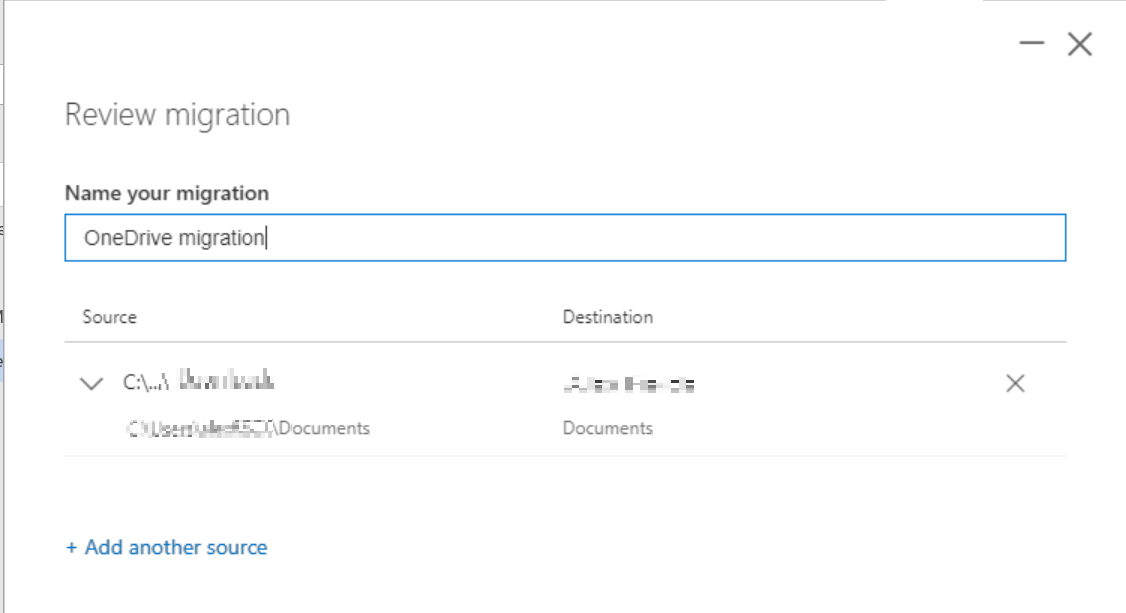 Review migration
Name your migration
OneDrive migration
Source Destination
C:\...\
\Documents Documents
+ Add another source